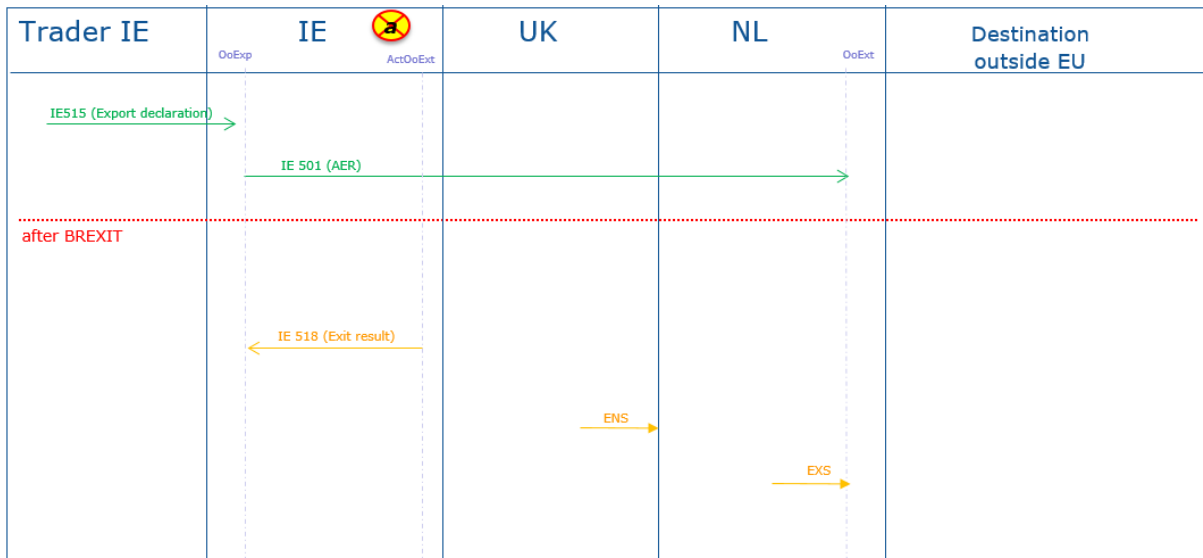 Trader IE
IE
a
UK
NL
Destination
outside EU
OoExp
ActOoExt
OoExt
IE515 (Export declaration)
IE 501 (AER)
after BREXIT
IE 518 (Exit result)
ENS
EXS